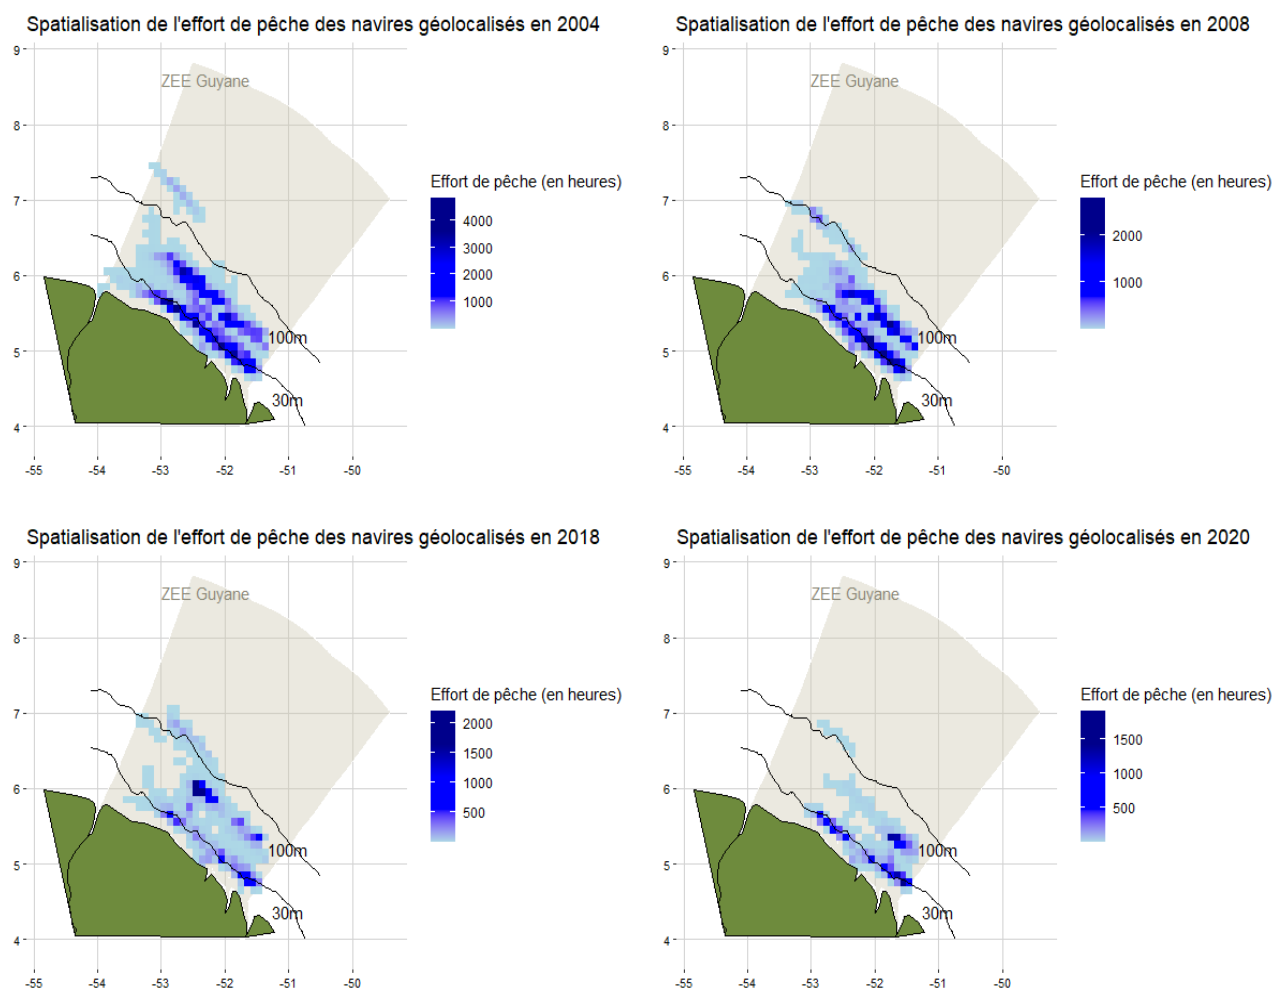 Spatialisation de l'effort de pêche des navires géolocalisés en 2004
9
ZEE Guyane
8
7
6
5
4
100m
30m
-55 -54 -53 -52 -51 -50
Effort de pêche (en heures)
4000
3000
2000
1000
Spatialisation de l'effort de pêche des navires géolocalisés en 2008
9
ZEE Guyane
8
7
6
5
4
100m
30m
-55 -54 -53 -52 -51 -50
Effort de pêche (en heures)
2000
1000
Spatialisation de l'effort de pêche des navires géolocalisés en 2018
9
ZEE Guyane
8
7
6
5
4
100m
30m
-55 -54 -53 -52 -51 -50
Effort de pêche (en heures)
2000
1500
1000
500
Spatialisation de l'effort de pêche des navires géolocalisés en 2020
9
ZEE Guyane
8
7
6
5
4
100m
30m
-55 -54 -53 -52 -51 -50
Effort de pêche (en heures)
1500
1000
500